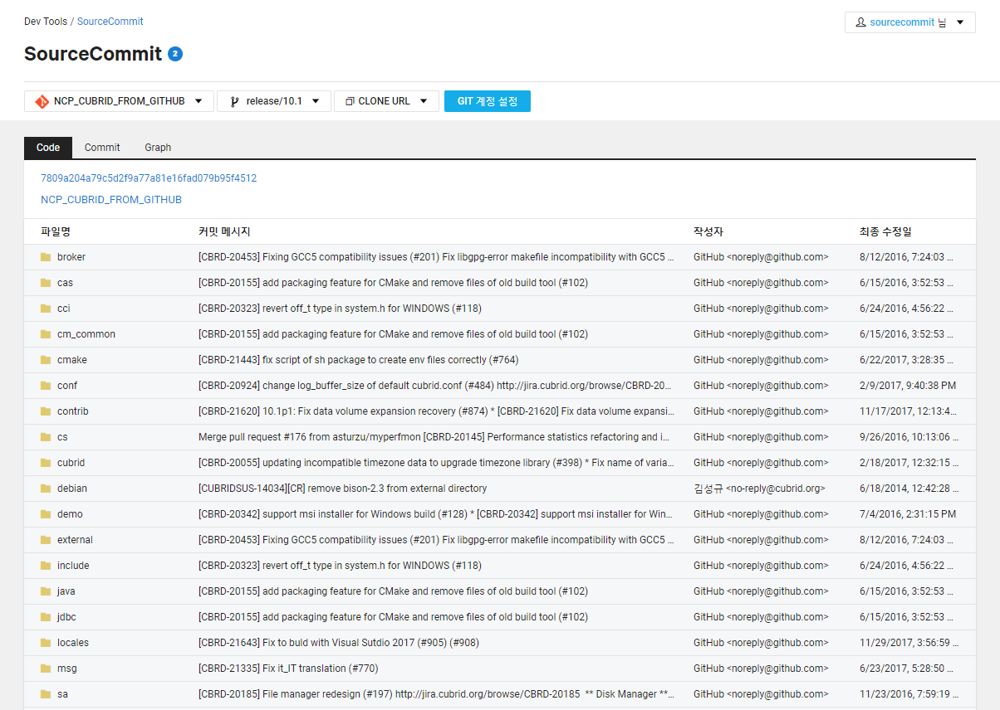 Dev Tools / SourceCommit
sourcecommit 님
SourceCommit 2
NCP_CUBRID_FROM_GITHUB release/10.1 CLONE URL GIT 계정 설정
Code Commit Graph
7809a204a79c5d2f9a77a81e16fad079b95f4512
NCP_CUBRID_FROM_GITHUB
파일명 커밋 메시지 작성자 최종 수정일
broker [CBRD-20453] Fixing GCC5 compatibility issues (#201) Fix libgpg-error makefile incompatibility with GCC5 ... GitHub <noreply@github.com> 8/12/2016, 7:24:03 ...
cas [CBRD-20155] add packaging feature for CMake and remove files of old build tool (#102) GitHub <noreply@github.com> 6/15/2016, 3:52:53 ...
cci [CBRD-20323] revert off_t type in system.h for WINDOWS (#118) GitHub <noreply@github.com> 6/24/2016, 4:56:22 ...
cm_common [CBRD-20155] add packaging feature for CMake and remove files of old build tool (#102) GitHub <noreply@github.com> 6/15/2016, 3:52:53 ...
cmake [CBRD-21443] fix script of sh package to create env files correctly (#764) GitHub <noreply@github.com> 6/22/2017, 3:28:35 ...
conf [CBRD-20924] change log_buffer_size of default cubrid.conf (#484) http://jira.cubrid.org/browse/CBRD-20... GitHub <noreply@github.com> 2/9/2017, 9:40:38 PM
contrib [CBRD-21620] 10.1p1: Fix data volume expansion recovery (#874) * [CBRD-21620] Fix data volume expansi... GitHub <noreply@github.com> 11/17/2017, 12:13:4...
cs Merge pull request #176 from asturzu/myperfmon [CBRD-20145] Performance statistics refactoring and i... GitHub <noreply@github.com> 9/26/2016, 10:13:06 ...
cubrid [CBRD-20055] updating incompatible timezone data to upgrade timezone library (#398) * Fix name of varia... GitHub <noreply@github.com> 2/18/2017, 12:32:15 ...
debian [CUBRIDSUS-14034][CR] remove bison-2.3 from external directory 김성규 <no-reply@cubrid.org> 6/18/2014, 12:42:28 ...
demo [CBRD-20342] support msi installer for Windows build (#128) * [CBRD-20342] support msi installer for Win... GitHub <noreply@github.com> 7/4/2016, 2:31:15 PM
external [CBRD-20453] Fixing GCC5 compatibility issues (#201) Fix libgpg-error makefile incompatibility with GCC5 ... GitHub <noreply@github.com> 8/12/2016, 7:24:03 ...
include [CBRD-20323] revert off_t type in system.h for WINDOWS (#118) GitHub <noreply@github.com> 6/24/2016, 4:56:22 ...
java [CBRD-20155] add packaging feature for CMake and remove files of old build tool (#102) GitHub <noreply@github.com> 6/15/2016, 3:52:53 ...
jdbc [CBRD-20155] add packaging feature for CMake and remove files of old build tool (#102) GitHub <noreply@github.com> 6/15/2016, 3:52:53 ...
locales [CBRD-21643] Fix to buld with Visual Sutdio 2017 (#905) (#908) GitHub <noreply@github.com> 11/29/2017, 3:56:59 ...
msg [CBRD-21335] Fix it_IT translation (#770) GitHub <noreply@github.com> 6/23/2017, 5:28:50 ...
sa [CBRD-20185] File manager redesign (#197) http://jira.cubrid.org/browse/CBRD-20185 ** Disk Manager **... GitHub <noreply@github.com> 11/23/2016, 7:59:19 ...